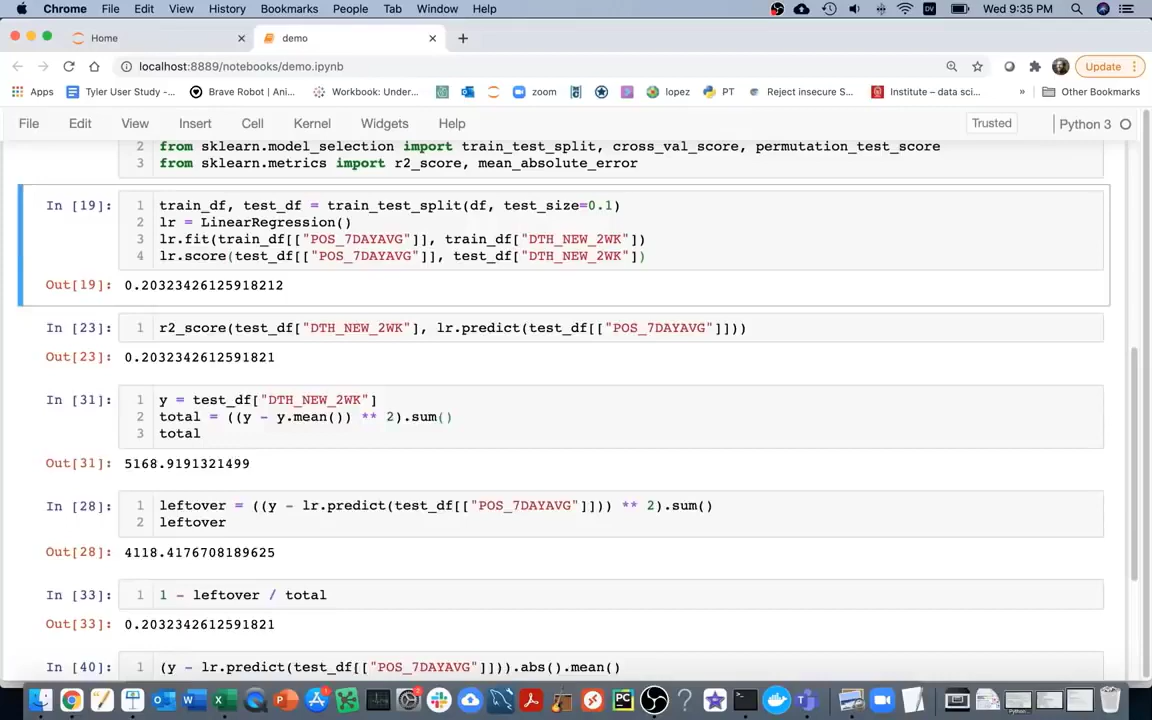 Chrome File Edit View History Bookmarks People Tab Window Help Wed 9:35 PM
Home demo
localhost:8889/notebooks/demo.ipynb Update
Apps Tyler User Study -... Brave Robot | Ani... Workbook: Under... zoom lopez PT Reject insecure S... Institute – data sci... » Other Bookmarks
File Edit View Insert Cell Kernel Widgets Help Trusted Python 3
2 from sklearn.model_selection import train_test_split, cross_val_score, permutation_test_score
3 from sklearn.metrics import r2_score, mean_absolute_error
In [19]: 1 train_df, test_df = train_test_split(df, test_size=0.1)
2 lr = LinearRegression()
3 lr.fit(train_df[["POS_7DAYAVG"]], train_df["DTH_NEW_2WK"])
4 lr.score(test_df[["POS_7DAYAVG"]], test_df["DTH_NEW_2WK"])
Out[19]: 0.20323426125918212
In [23]: 1 r2_score(test_df["DTH_NEW_2WK"], lr.predict(test_df[["POS_7DAYAVG"]]))
Out[23]: 0.2032342612591821
In [31]: 1 y = test_df["DTH_NEW_2WK"]
2 total = ((y - y.mean()) ** 2).sum()
3 total
Out[31]: 5168.9191321499
In [28]: 1 leftover = ((y - lr.predict(test_df[["POS_7DAYAVG"]])) ** 2).sum()
2 leftover
Out[28]: 4118.4176708189625
In [33]: 1 1 - leftover / total
Out[33]: 0.2032342612591821
In [40]: 1 (y - lr.predict(test_df[["POS_7DAYAVG"]])).abs().mean()